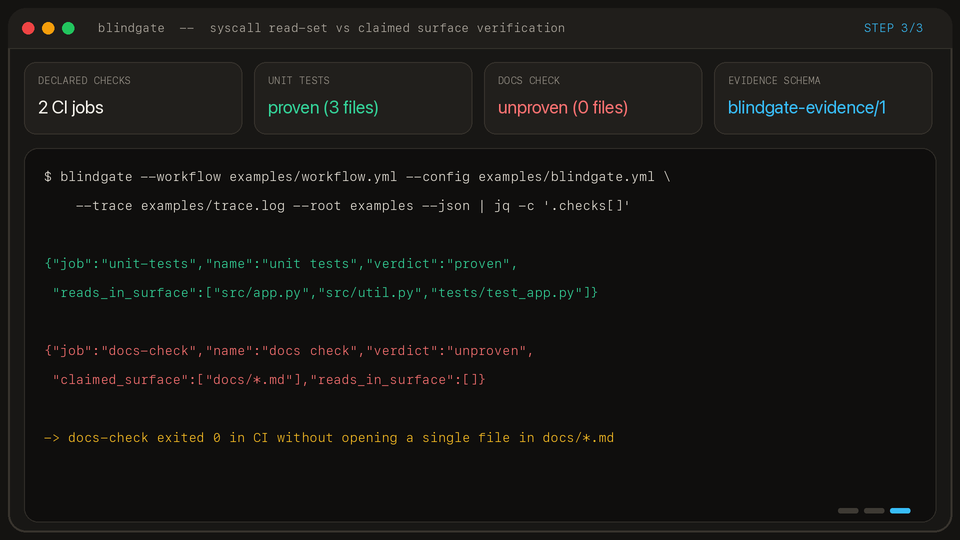 blindgate -- syscall read-set vs claimed surface verification
STEP 3/3
DECLARED CHECKS
2 CI jobs
UNIT TESTS
proven (3 files)
DOCS CHECK
unproven (0 files)
EVIDENCE SCHEMA
blindgate-evidence/1
$ blindgate --workflow examples/workflow.yml --config examples/blindgate.yml \
--trace examples/trace.log --root examples --json | jq -c '.checks[]'
{"job":"unit-tests","name":"unit tests","verdict":"proven",
"reads_in_surface":["src/app.py","src/util.py","tests/test_app.py"]}
{"job":"docs-check","name":"docs check","verdict":"unproven",
"claimed_surface":["docs/*.md"],"reads_in_surface":[]}
-> docs-check exited 0 in CI without opening a single file in docs/*.md